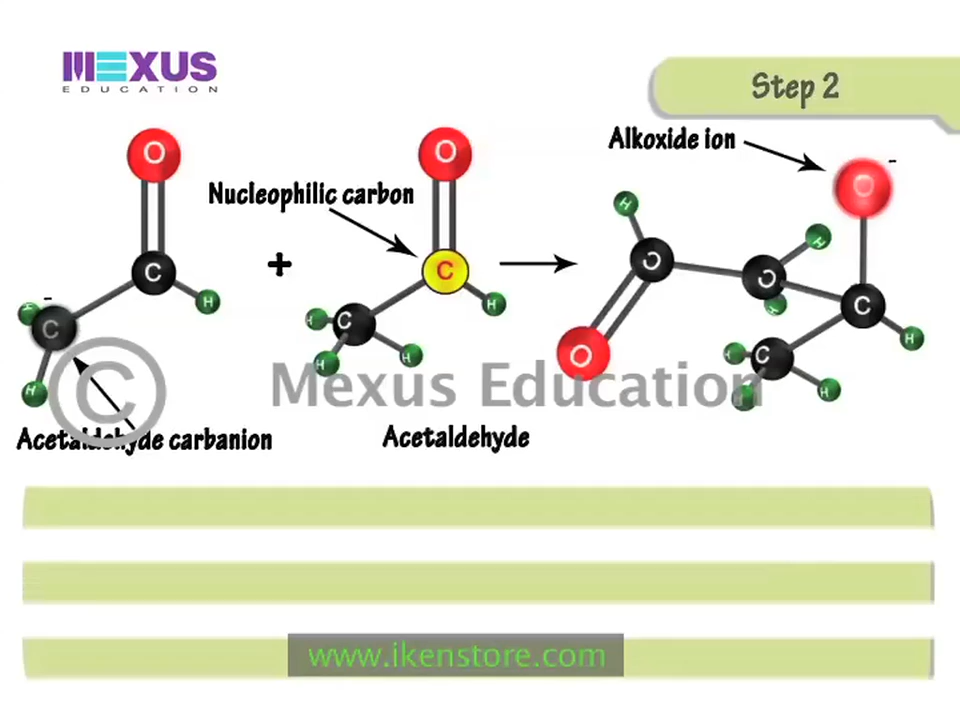 MEXUS
EDUCATION
Step 2
Alkoxide ion
Nucleophilic carbon
O
O
O
-
H
H
C
C
+
C
C
H
H
-
H
C
H
C
C
H
H
C
H
O
H
H
H
C
H
H
H
©
Mexus Education
Acetaldehyde carbanion
Acetaldehyde
www.ikenstore.com